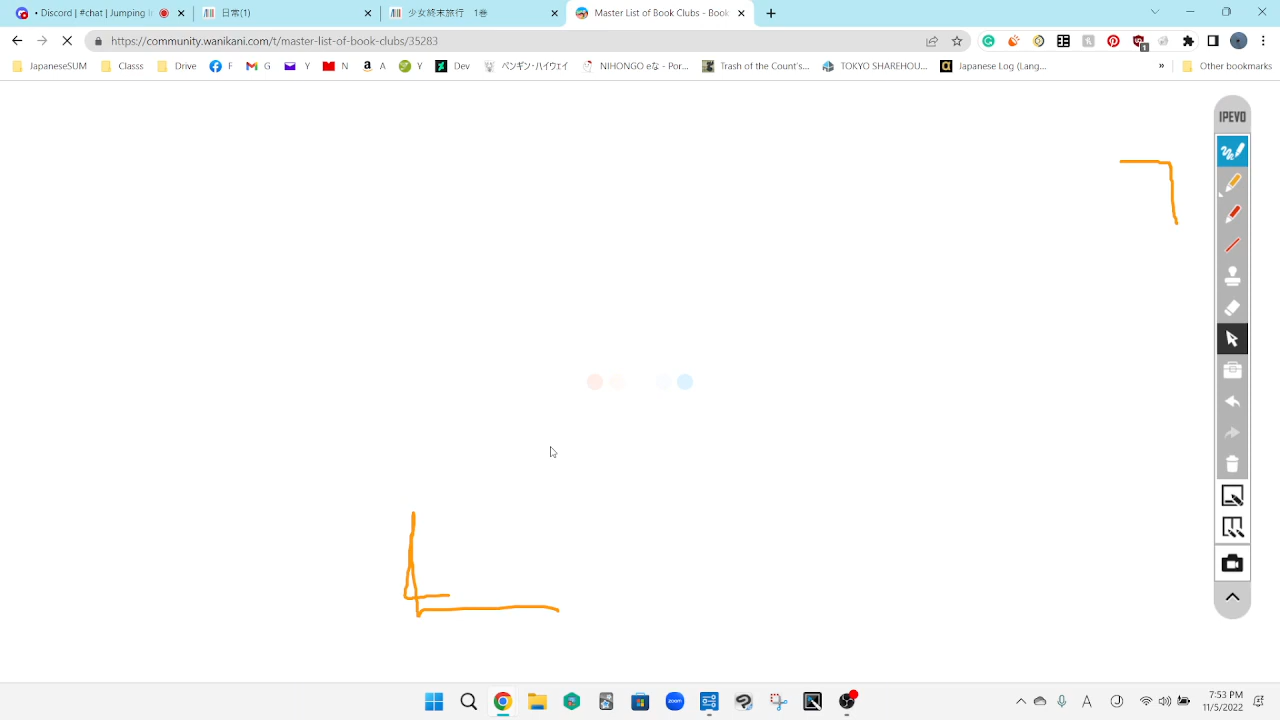 • Discord | #chat | Jumping Ir
日常(1)
少女終末旅行 1巻
Master List of Book Clubs - Book
https://community.wanikani.com/t/master-list-of-book-clubs/35283
1
JapaneseSUM
Classs
Drive
F
G
Y
N
A
Y
Dev
ペンギン・ハイウェイ
NIHONGO eな - Por...
Trash of the Count's...
TOKYO SHAREHOU...
Japanese Log (Lang...
»
Other bookmarks
IPEVO
zoom
A
7:53 PM
11/5/2022